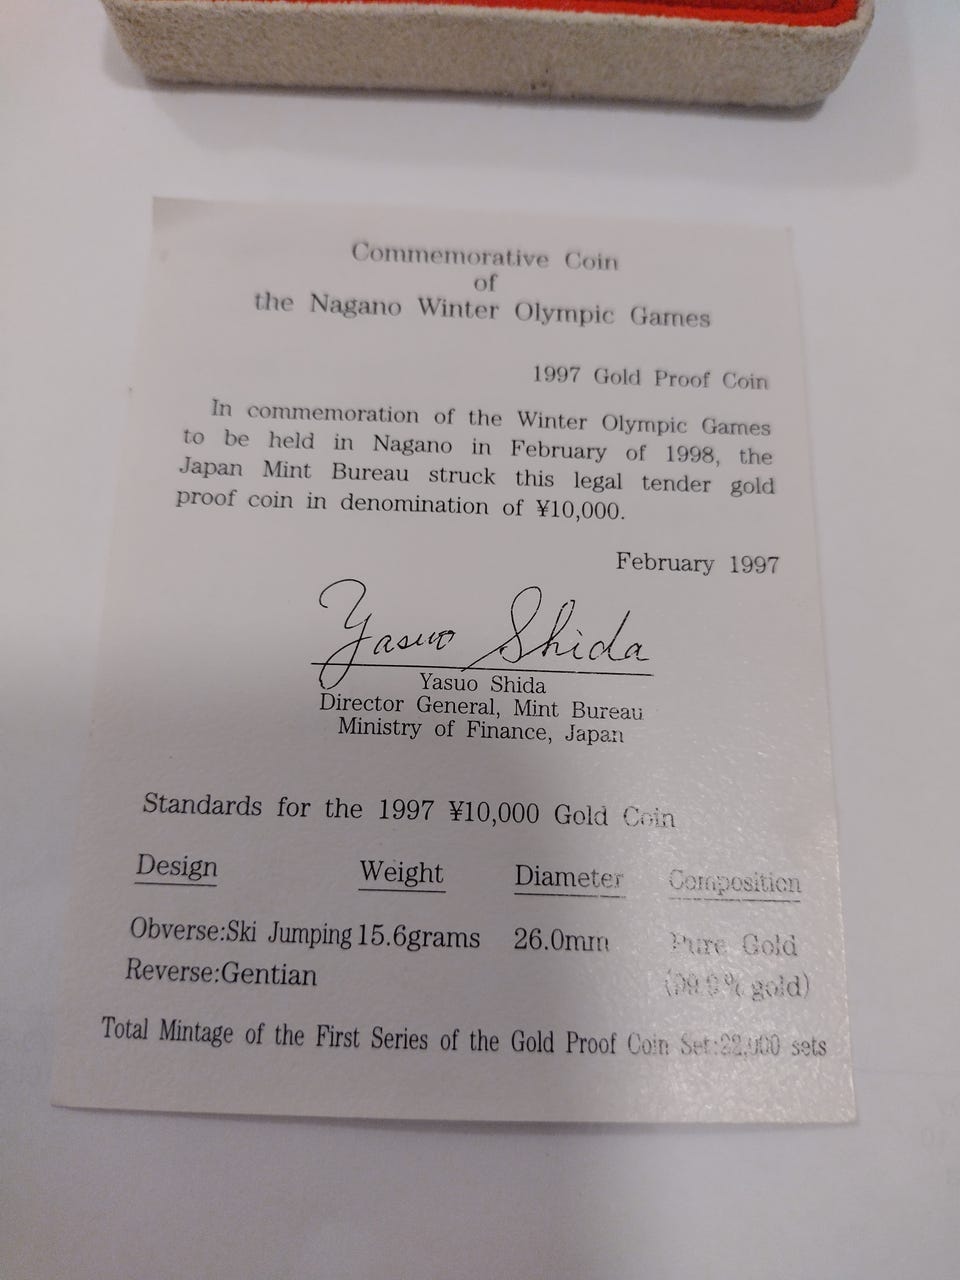 Commemorative Coin
of
the Nagano Winter Olympic Games
1997 Gold Proof Coin
In commemoration of the Winter Olympic Games
to be held in Nagano in February of 1998, the
Japan Mint Bureau struck this legal tender gold
proof coin in denomination of ¥10,000.
February 1997
Yasuo Shida
Yasuo Shida
Director General, Mint Bureau
Ministry of Finance, Japan
Standards for the 1997 ¥10,000 Gold Coin
Design Weight Diameter Composition
Obverse:Ski Jumping 15.6grams 26.0mm Pure Gold
Reverse:Gentian (99.9% gold)
Total Mintage of the First Series of the Gold Proof Coin Set: sets